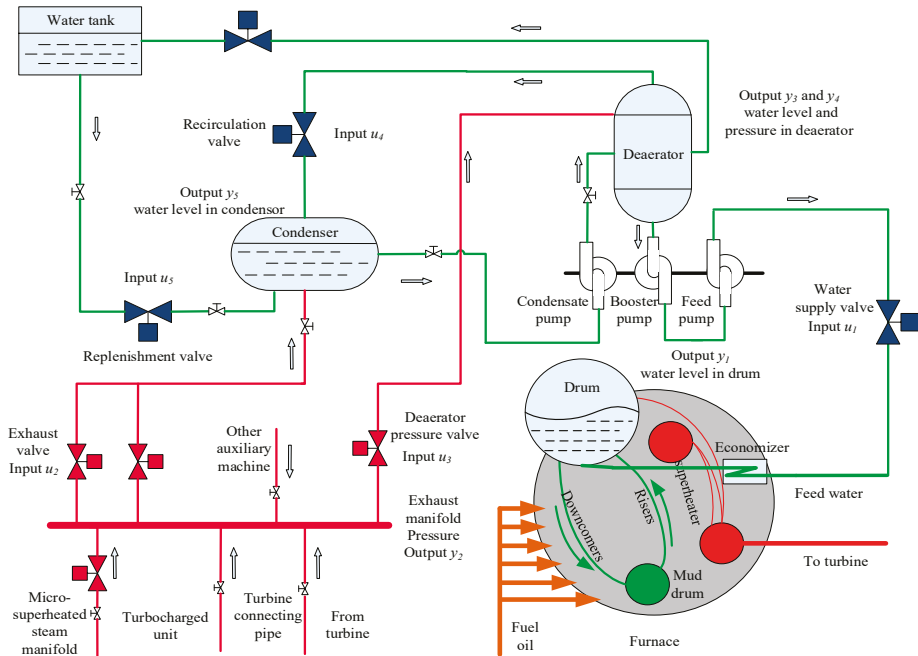 Water tank
Recirculation
valve
Input u4
Output y3 and y4
water level and
pressure in deaerator
Deaerator
Output y5
water level in condensor
Condenser
Input u5
Replenishment valve
Condensate
pump
Booster
pump
Feed
pump
Water
supply valve
Input u1
Output y1
water level in drum
Drum
Economizer
superheater
Feed water
Risers
Downcomers
Mud
drum
To turbine
Fuel
oil
Furnace
Exhaust
valve
Input u2
Other
auxiliary
machine
Deaerator
pressure valve
Input u3
Exhaust
manifold
Pressure
Output y2
Micro-
superheated
steam
manifold
Turbocharged
unit
Turbine
connecting
pipe
From
turbine